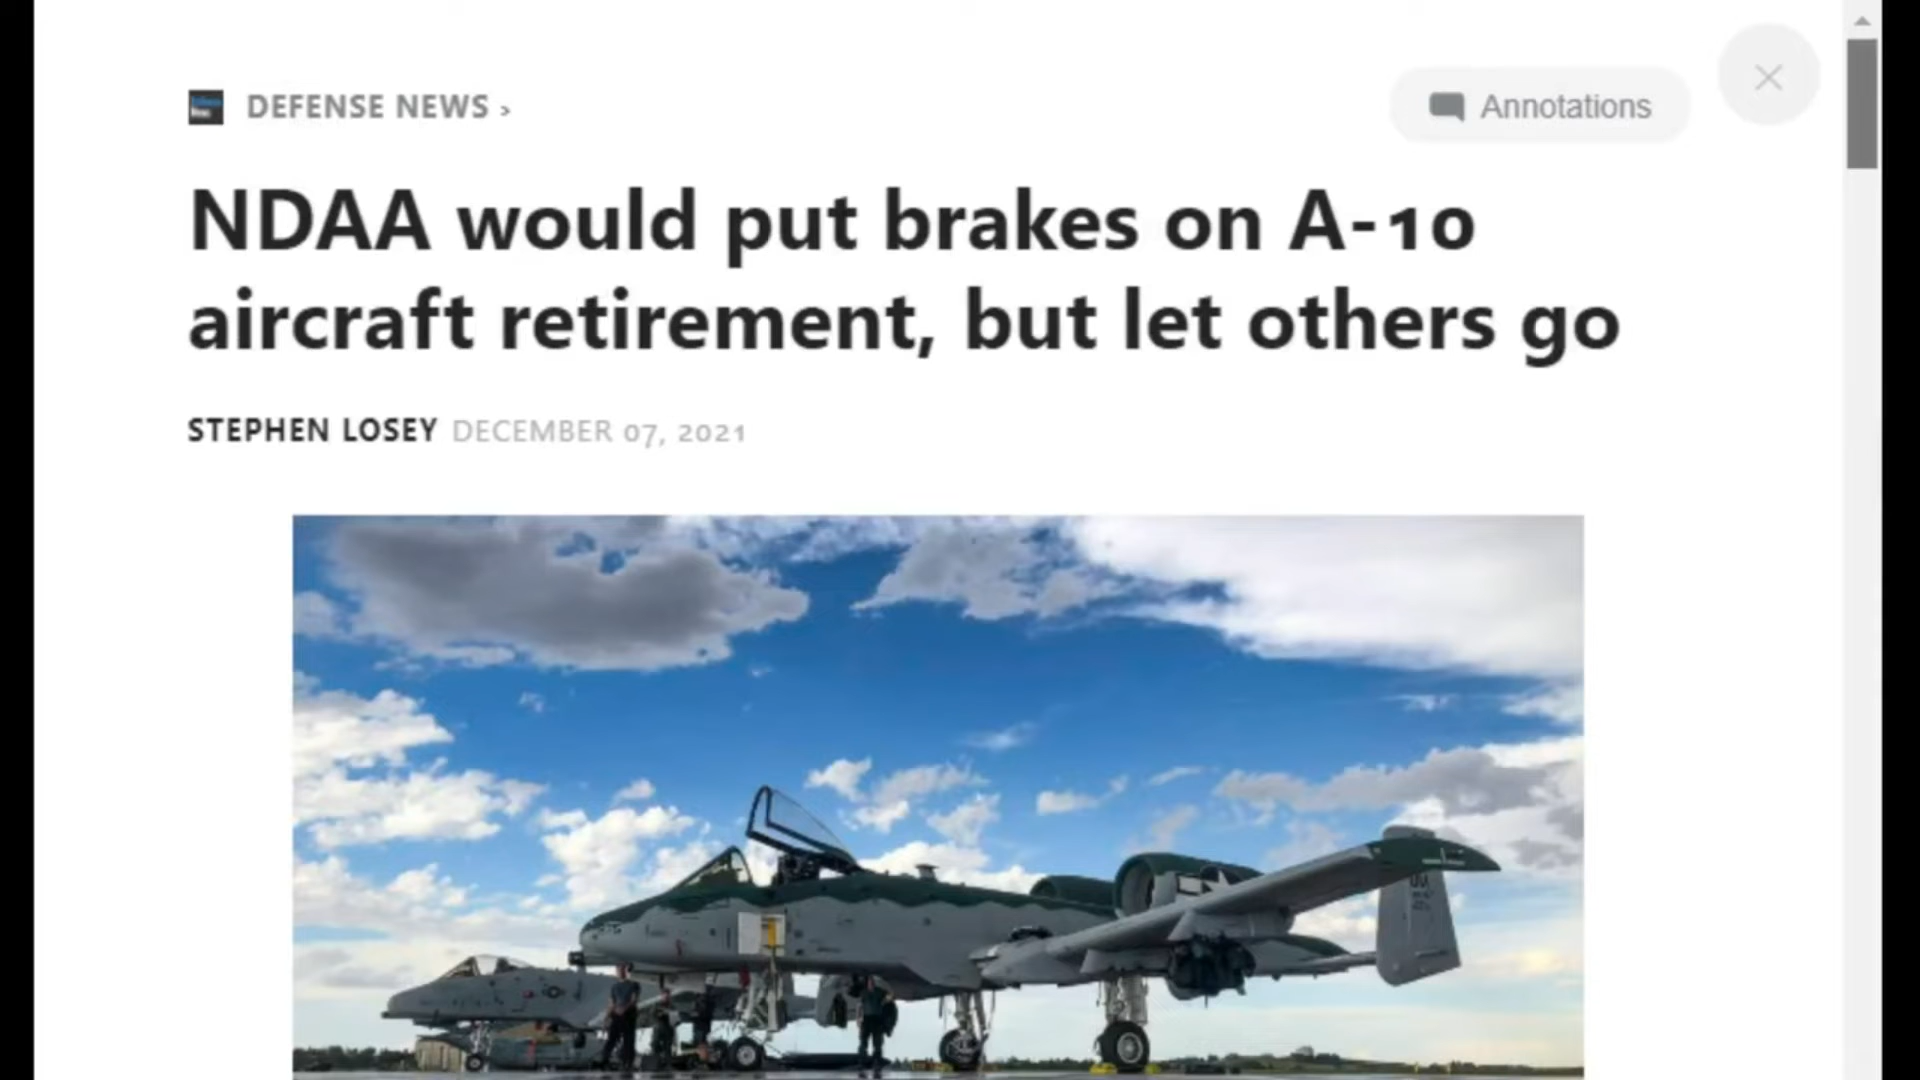 DEFENSE NEWS ›
Annotations
NDAA would put brakes on A-10
aircraft retirement, but let others go
STEPHEN LOSEY DECEMBER 07, 2021